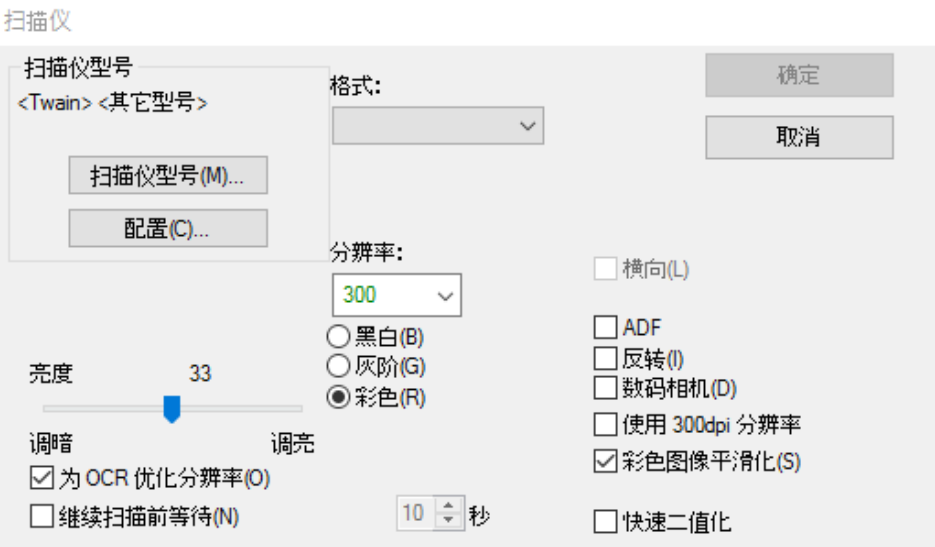 扫描仪
扫描仪型号
<Twain> <其它型号>
扫描仪型号(M)...
配置(C)...
格式:
确定
取消
分辨率:
300
黑白(B)
灰阶(G)
彩色(R)
横向(L)
ADF
反转(I)
数码相机(D)
使用 300dpi 分辨率
彩色图像平滑化(S)
快速二值化
亮度 33
调暗 调亮
为 OCR 优化分辨率(O)
继续扫描前等待(N)
10 秒